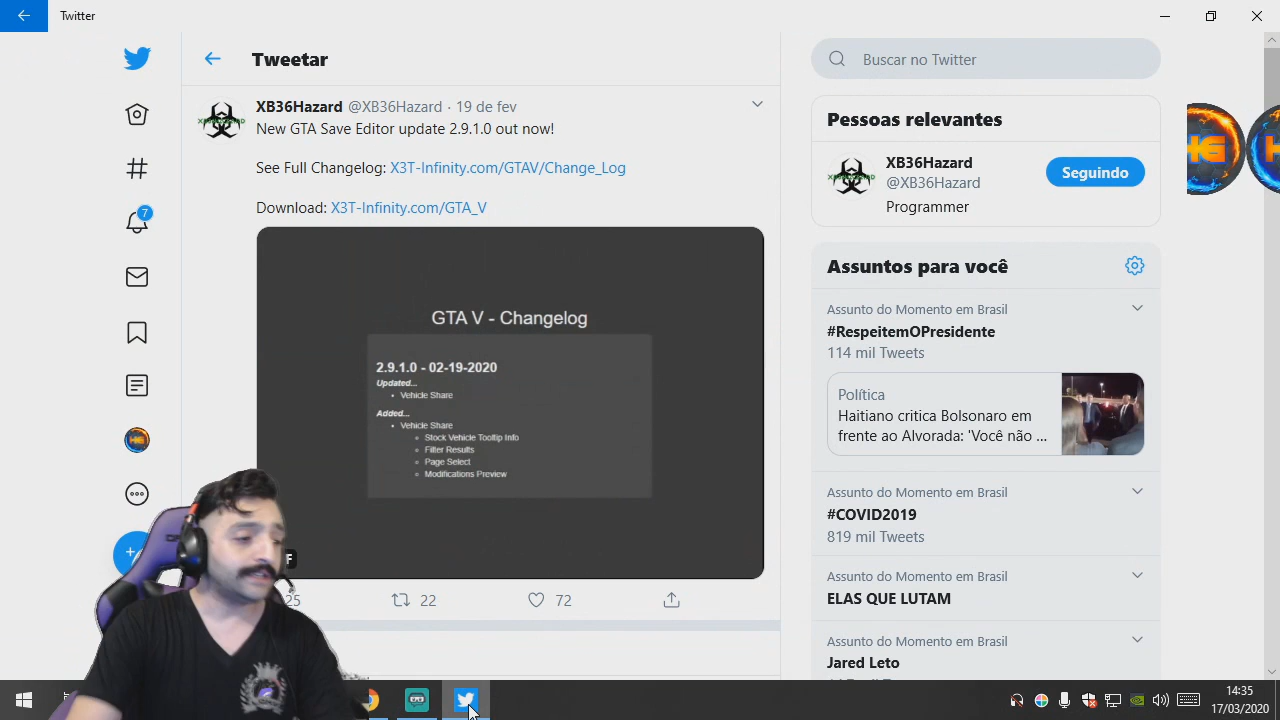 Twitter
Tweetar
XB36Hazard @XB36Hazard · 19 de fev
New GTA Save Editor update 2.9.1.0 out now!
See Full Changelog: X3T-Infinity.com/GTAV/Change_Log
Download: X3T-Infinity.com/GTA_V
GTA V - Changelog
2.9.1.0 - 02-19-2020
Updated...
• Vehicle Share
Added...
• Vehicle Share
Stock Vehicle Tooltip Info
Filter Results
Page Select
Modifications Preview
25
22
72
7
Buscar no Twitter
Pessoas relevantes
XB36Hazard
@XB36Hazard
Seguindo
Programmer
Assuntos para você
Assunto do Momento em Brasil
#RespeitemOPresidente
114 mil Tweets
Política
Haitiano critica Bolsonaro em
frente ao Alvorada: 'Você não ...
Assunto do Momento em Brasil
#COVID2019
819 mil Tweets
Assunto do Momento em Brasil
ELAS QUE LUTAM
Assunto do Momento em Brasil
Jared Leto
14:35
17/03/2020